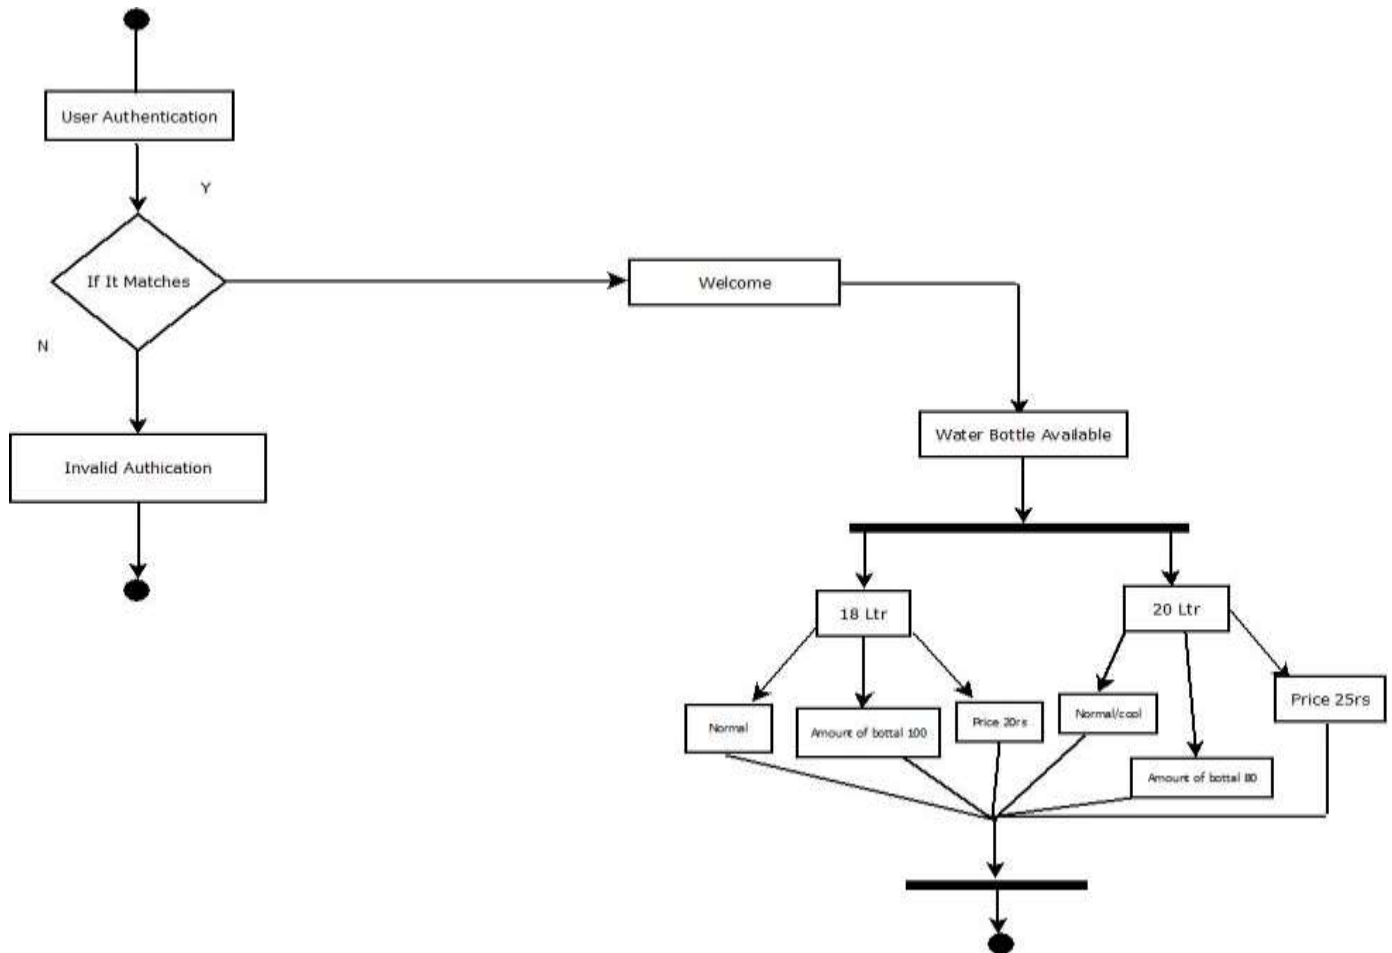 User Authentication
Y
If It Matches
Welcome
N
Water Bottle Available
Invalid Authication
18 Ltr
20 Ltr
Normal
Amount of bottal 100
Price 20rs
Normal/cool
Price 25rs
Amount of bottal 80